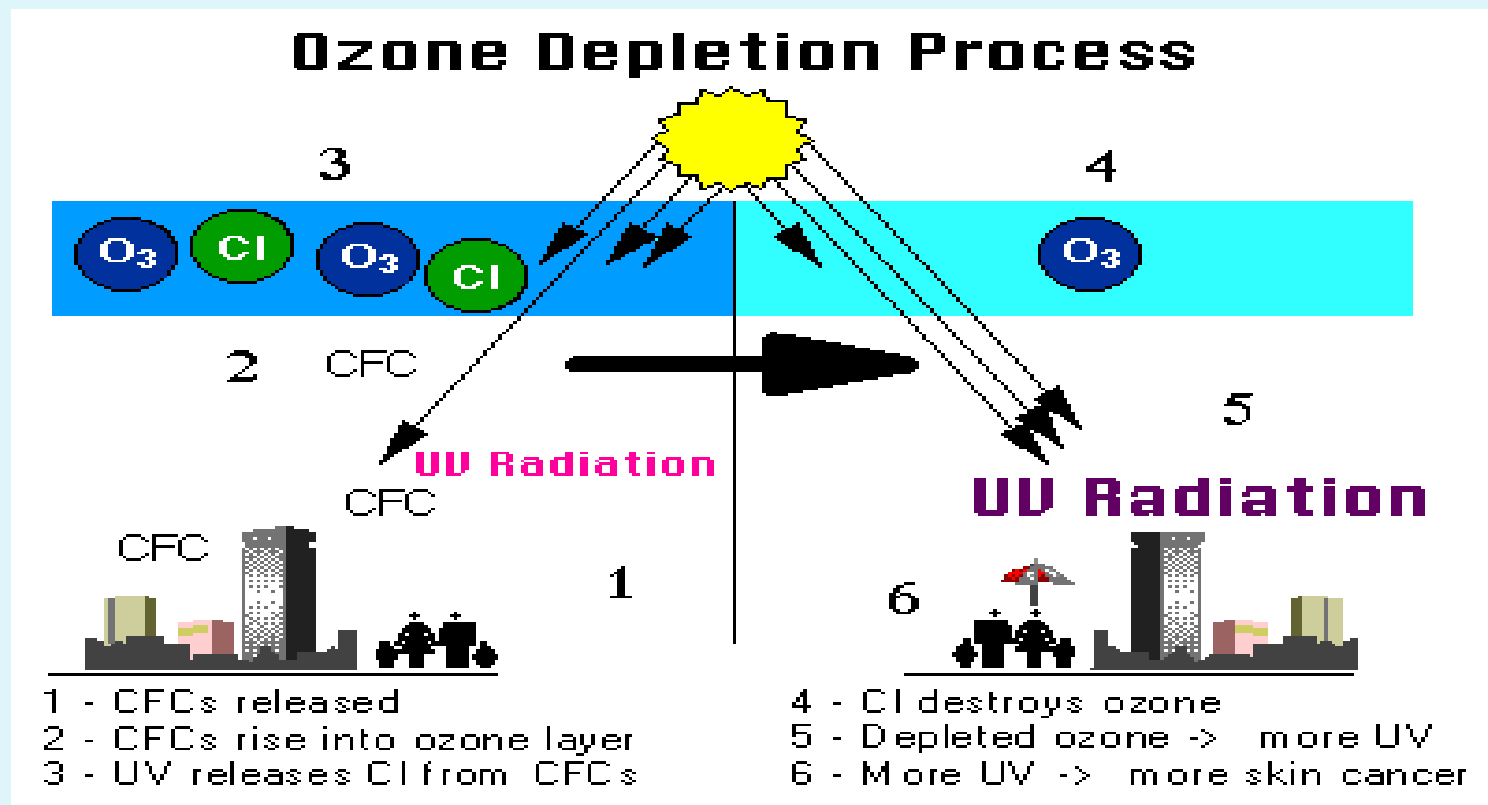 Ozone Depletion Process
3
4
O3
Cl
O3
Cl
O3
2
CFC
5
UV Radiation
CFC
UV Radiation
CFC
1
6
1 - CFCs released
2 - CFCs rise into ozone layer
3 - UV releases Cl from CFCs
4 - Cl destroys ozone
5 - Depleted ozone -> more UV
6 - More UV -> more skin cancer